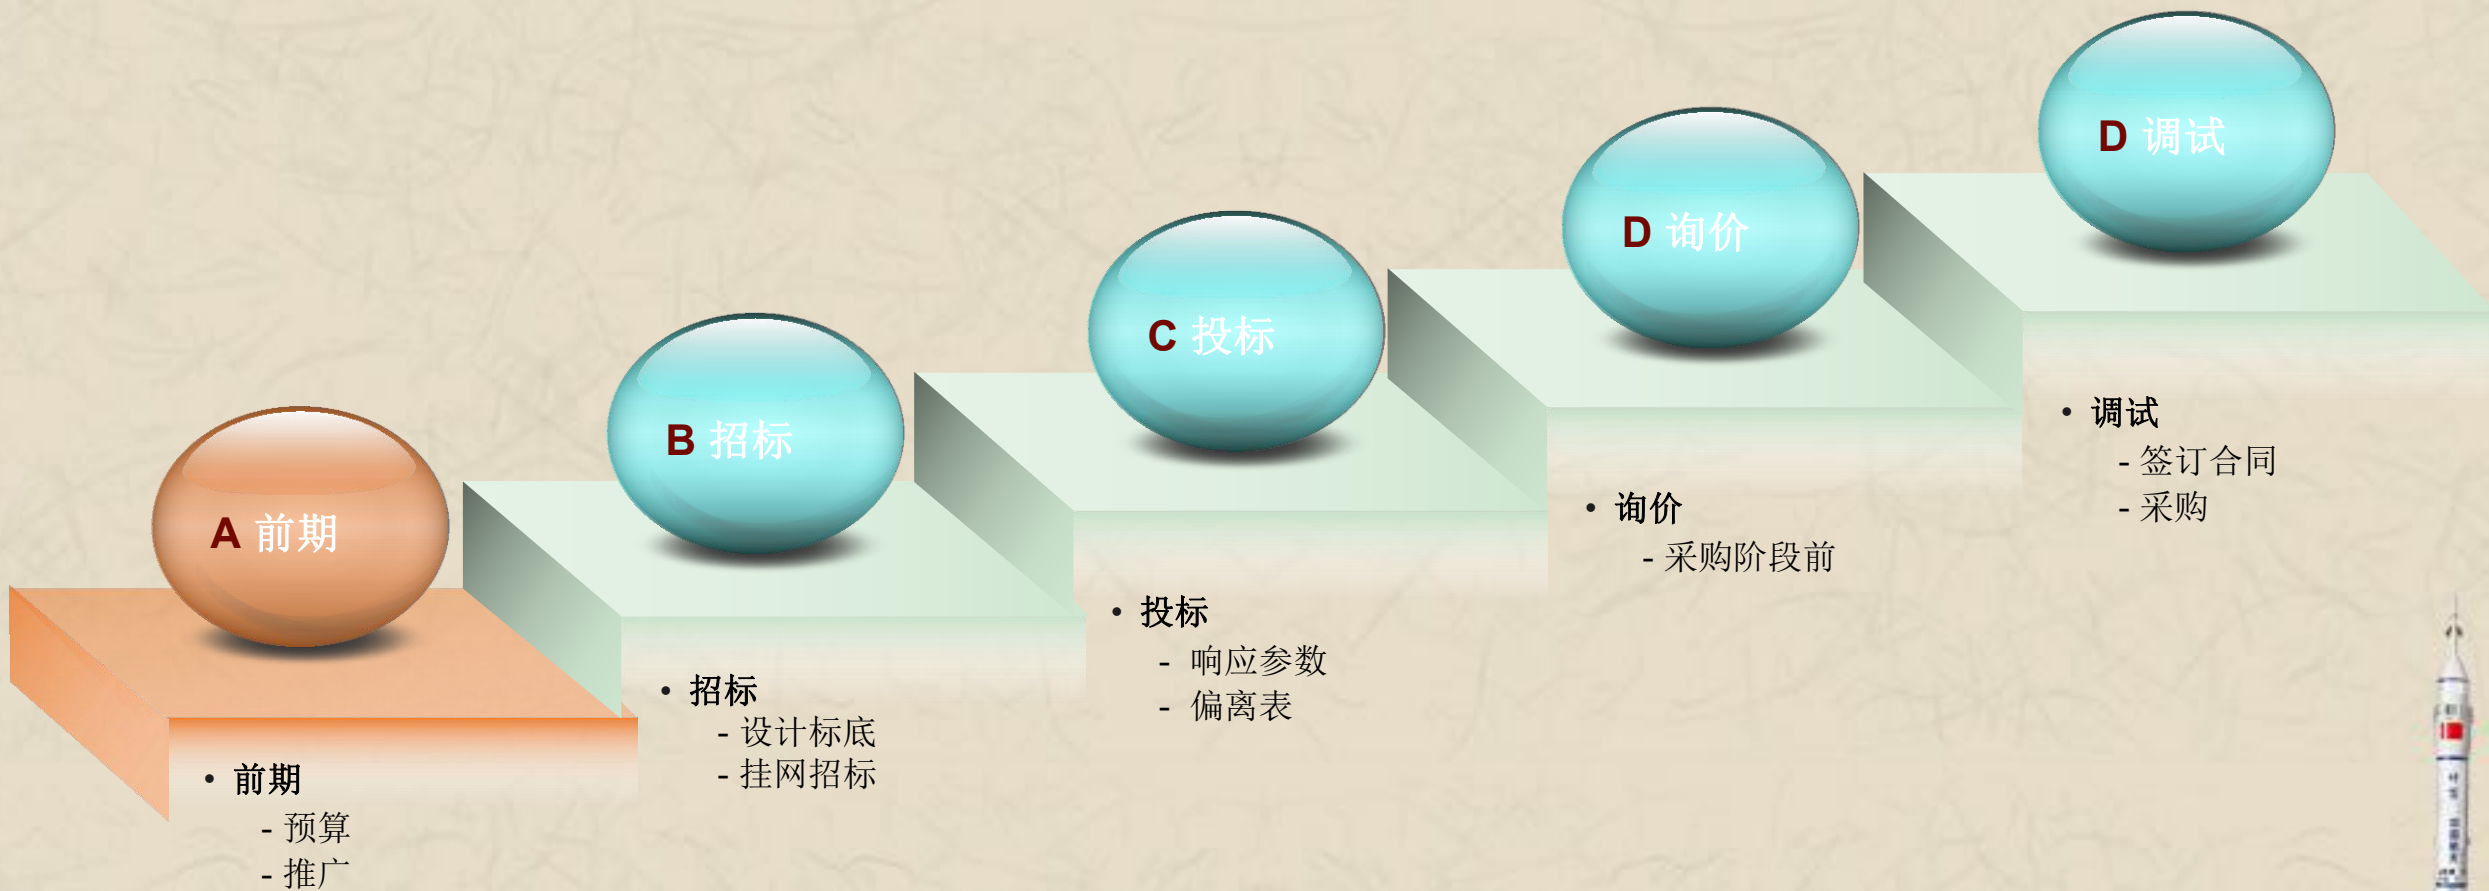 A 前期
• 前期
- 预算
- 推广
B 招标
• 招标
- 设计标底
- 挂网招标
C 投标
• 投标
- 响应参数
- 偏离表
D 询价
• 询价
- 采购阶段前
D 调试
• 调试
- 签订合同
- 采购